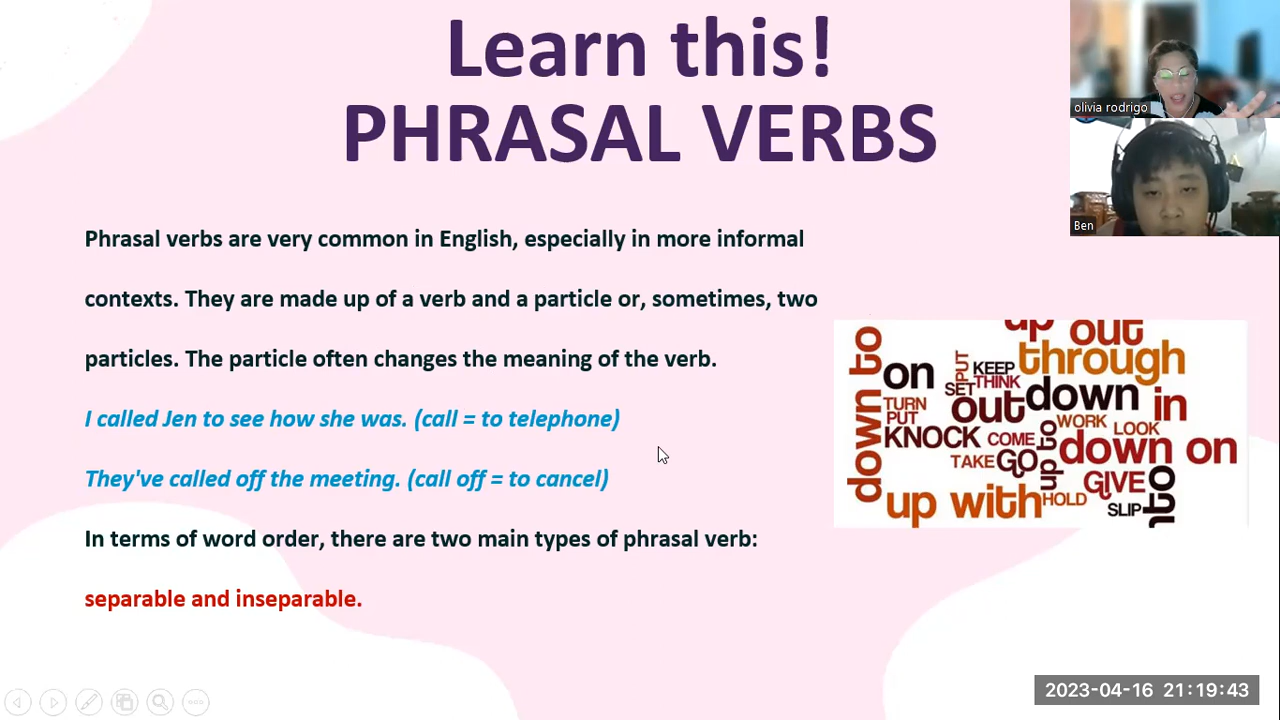 Learn this!
PHRASAL VERBS
olivia rodrigo
Ben
Phrasal verbs are very common in English, especially in more informal
contexts. They are made up of a verb and a particle or, sometimes, two
particles. The particle often changes the meaning of the verb.
I called Jen to see how she was. (call = to telephone)
They've called off the meeting. (call off = to cancel)
In terms of word order, there are two main types of phrasal verb:
separable and inseparable.
up out
down to
on
PUT
KEEP
through
SET
THINK
TURN
out
down
in
PUT
WORK
LOOK
KNOCK
COME
up to
down on
TAKE
GO
GIVE
up with
HOLD
SLIP
2023-04-16 21:19:43